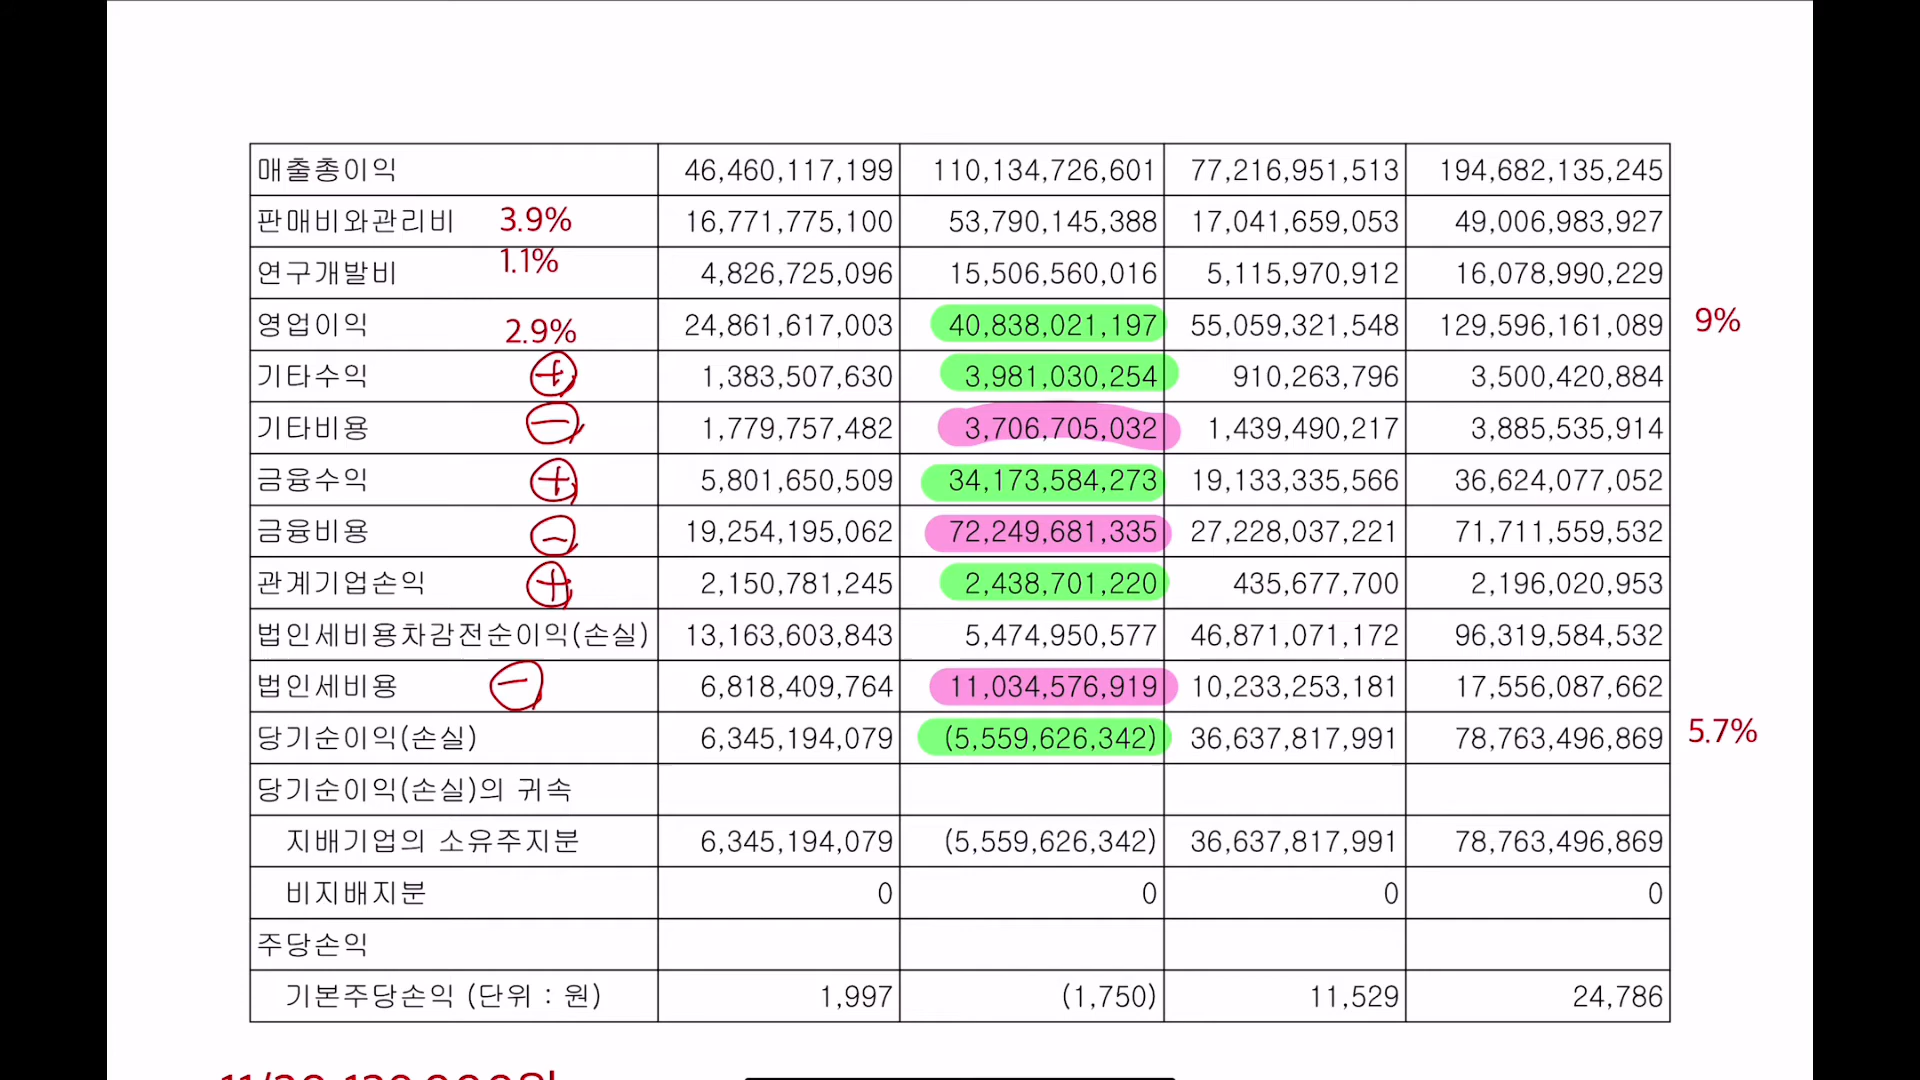 매출총이익 46,460,117,199 110,134,726,601 77,216,951,513 194,682,135,245
판매비와관리비 3.9% 16,771,775,100 53,790,145,388 17,041,659,053 49,006,983,927
연구개발비 1.1% 4,826,725,096 15,506,560,016 5,115,970,912 16,078,990,229
영업이익 2.9% 24,861,617,003 40,838,021,197 55,059,321,548 129,596,161,089 9%
기타수익 + 1,383,507,630 3,981,030,254 910,263,796 3,500,420,884
기타비용 − 1,779,757,482 3,706,705,032 1,439,490,217 3,885,535,914
금융수익 + 5,801,650,509 34,173,584,273 19,133,335,566 36,624,077,052
금융비용 − 19,254,195,062 72,249,681,335 27,228,037,221 71,711,559,532
관계기업손익 + 2,150,781,245 2,438,701,220 435,677,700 2,196,020,953
법인세비용차감전순이익(손실) 13,163,603,843 5,474,950,577 46,871,071,172 96,319,584,532
법인세비용 − 6,818,409,764 11,034,576,919 10,233,253,181 17,556,087,662
당기순이익(손실) 6,345,194,079 (5,559,626,342) 36,637,817,991 78,763,496,869 5.7%
당기순이익(손실)의 귀속
지배기업의 소유주지분 6,345,194,079 (5,559,626,342) 36,637,817,991 78,763,496,869
비지배지분 0 0 0 0
주당손익
기본주당손익 (단위 : 원) 1,997 (1,750) 11,529 24,786